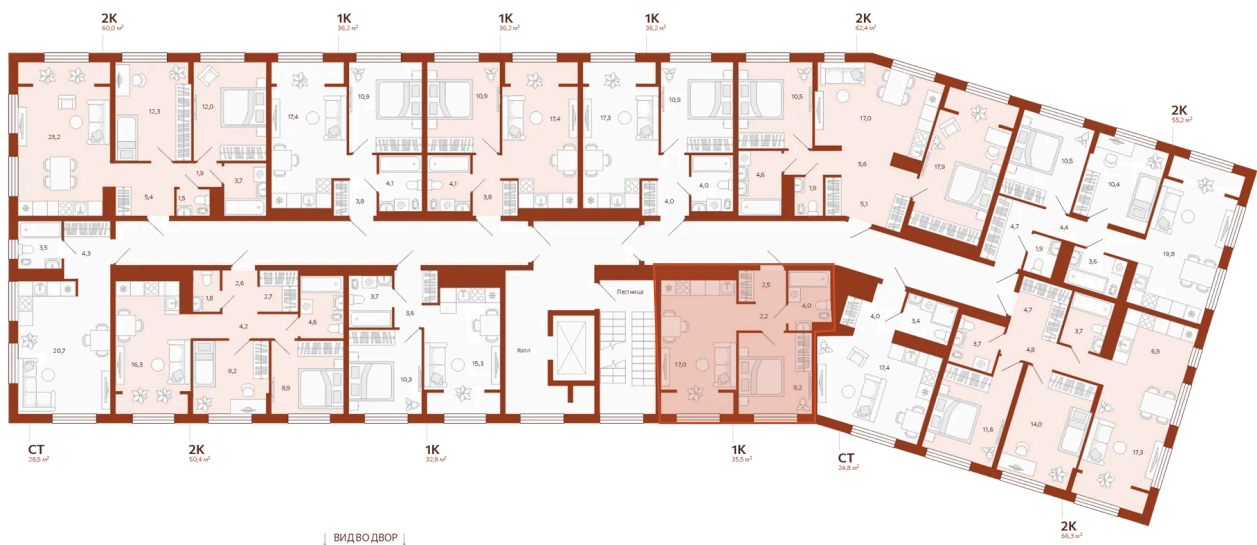 2К
60,0 м²
1К
36,2 м²
1К
36,2 м²
1К
36,2 м²
2К
62,4 м²
2К
55,2 м²
23,2
12,3
12,0
1,9
3,7
5,4
1,5
17,4
10,9
4,1
3,8
10,9
17,4
4,1
3,8
17,3
10,9
4,0
4,0
10,5
4,6
1,9
17,0
5,6
5,1
17,9
10,5
4,7
1,9
4,4
10,4
3,6
19,8
3,5
4,3
20,7
16,3
1,8
2,6
2,7
4,2
4,6
9,2
8,9
3,7
3,6
10,3
15,3
Холл
Лестница
17,0
2,5
2,2
4,0
9,2
4,0
3,4
17,4
3,7
11,6
4,7
4,8
3,7
14,0
6,9
17,3
СТ
28,5 м²
2К
50,4 м²
1К
32,8 м²
1К
35,5 м²
СТ
24,8 м²
2К
66,3 м²
ВИД ВО ДВОР